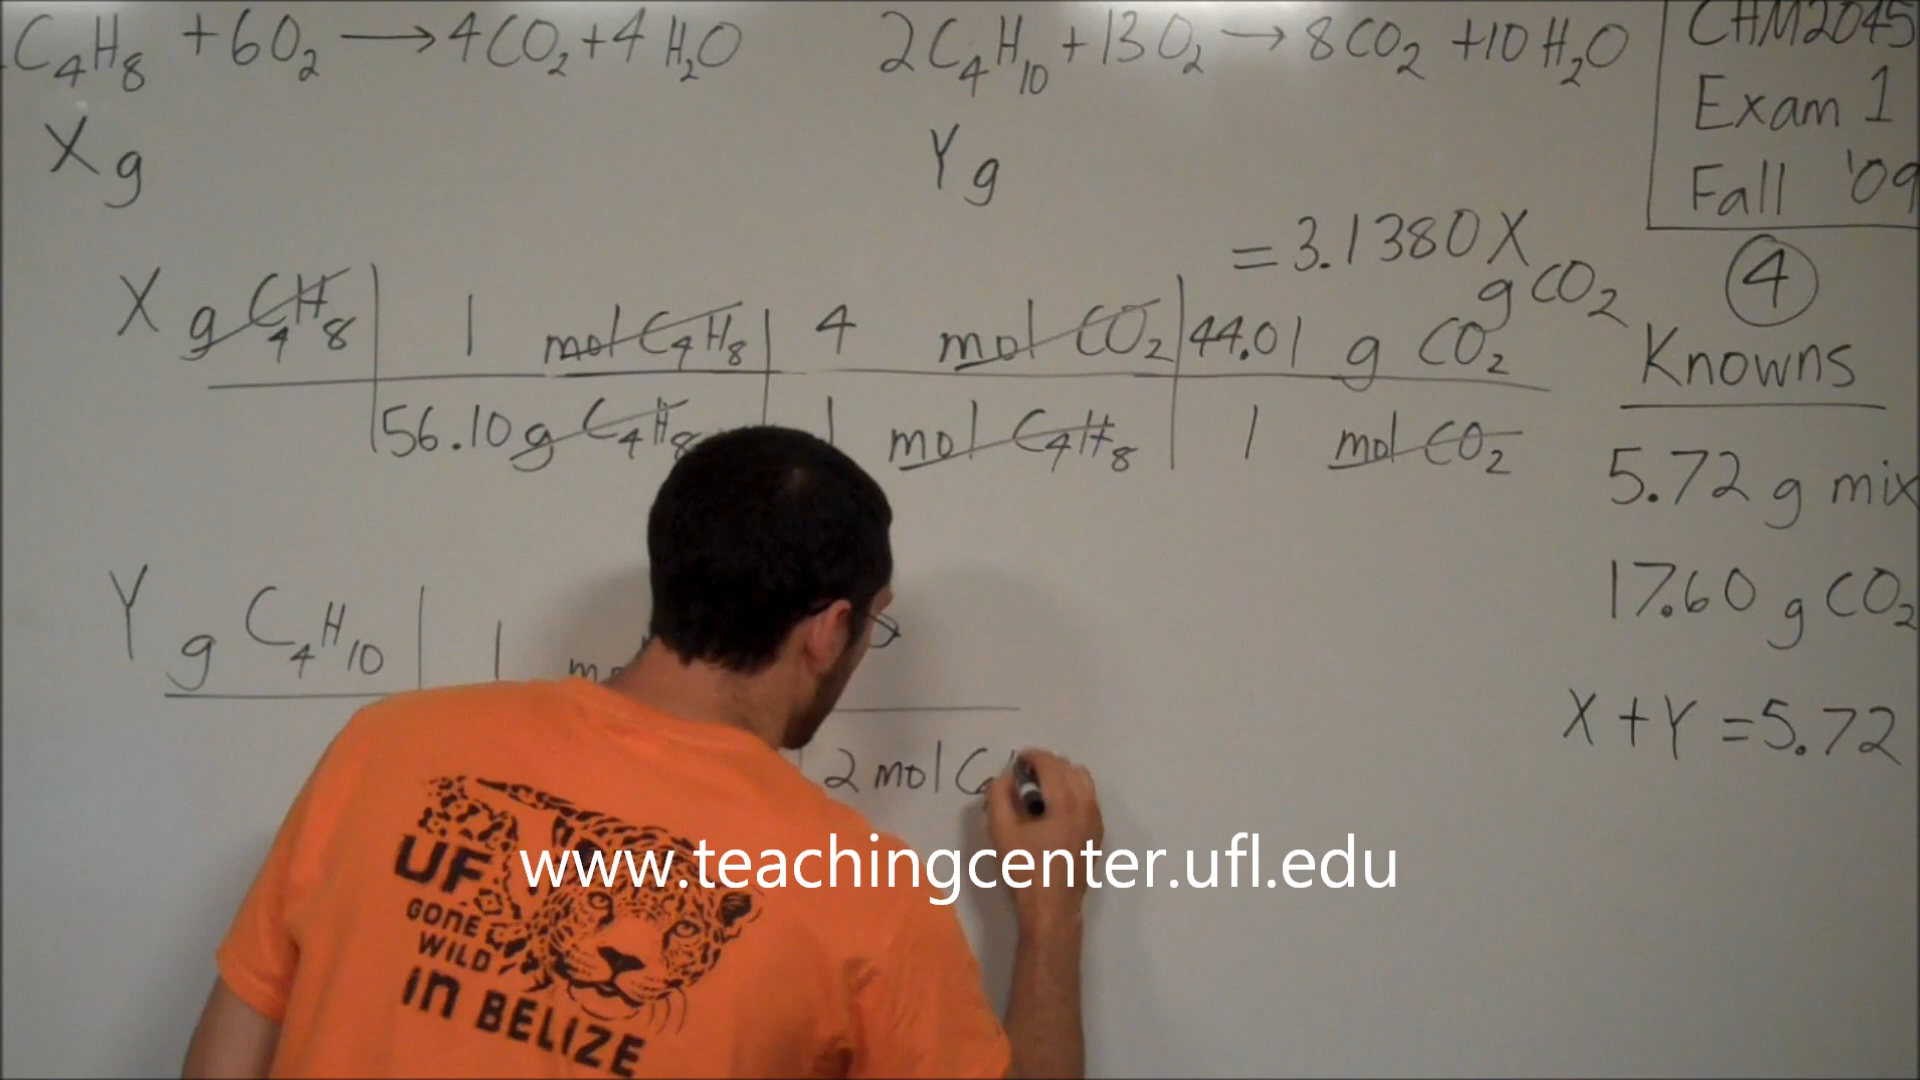 C₄H₈ + 6O₂ → 4CO₂ + 4H₂O
2C₄H₁₀ + 13O₂ → 8CO₂ + 10H₂O
CHM2045
Exam 1
Fall '09
X g
Y g
= 3.1380X
g CO₂
4
X g C₄H₈ | 1 mol C₄H₈ | 4 mol CO₂ | 44.01 g CO₂
56.10 g C₄H₈ | 1 mol C₄H₈ | 1 mol CO₂
Knowns
5.72 g mix
17.60 g CO₂
X + Y = 5.72
Y g C₄H₁₀ | 1
2 mol
www.teachingcenter.ufl.edu
UF
GONE
WILD
in BELIZE